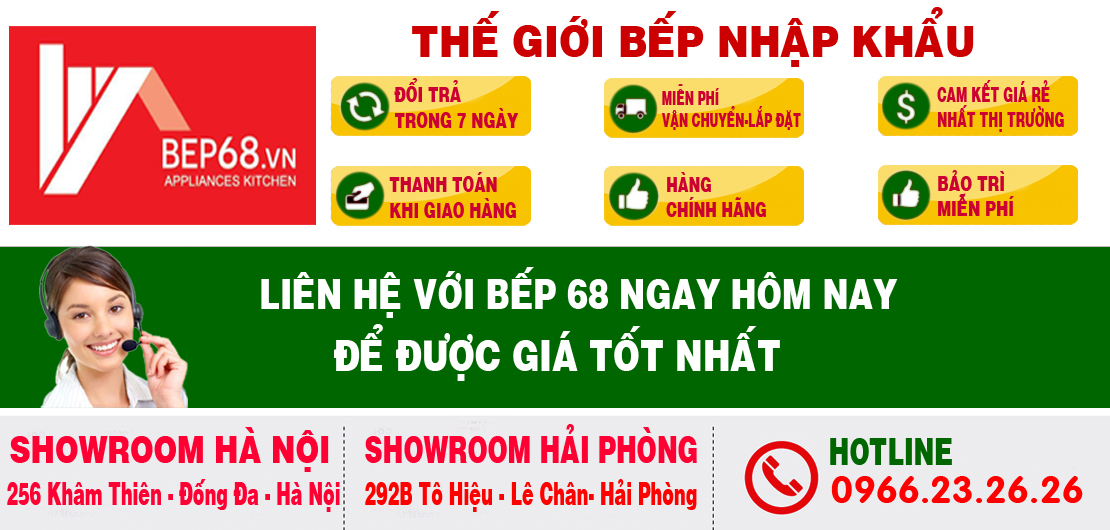 THẾ GIỚI BẾP NHẬP KHẨU
BEP68.VN
APPLIANCES KITCHEN
ĐỔI TRẢ
TRONG 7 NGÀY
MIỄN PHÍ
VẬN CHUYỂN-LẮP ĐẶT
CAM KẾT GIÁ RẺ
NHẤT THỊ TRƯỜNG
THANH TOÁN
KHI GIAO HÀNG
HÀNG
CHÍNH HÃNG
BẢO TRÌ
MIỄN PHÍ
LIÊN HỆ VỚI BẾP 68 NGAY HÔM NAY
ĐỂ ĐƯỢC GIÁ TỐT NHẤT
SHOWROOM HÀ NỘI
256 Khâm Thiên - Đống Đa - Hà Nội
SHOWROOM HẢI PHÒNG
292B Tô Hiệu - Lê Chân- Hải Phòng
HOTLINE
0966.23.26.26